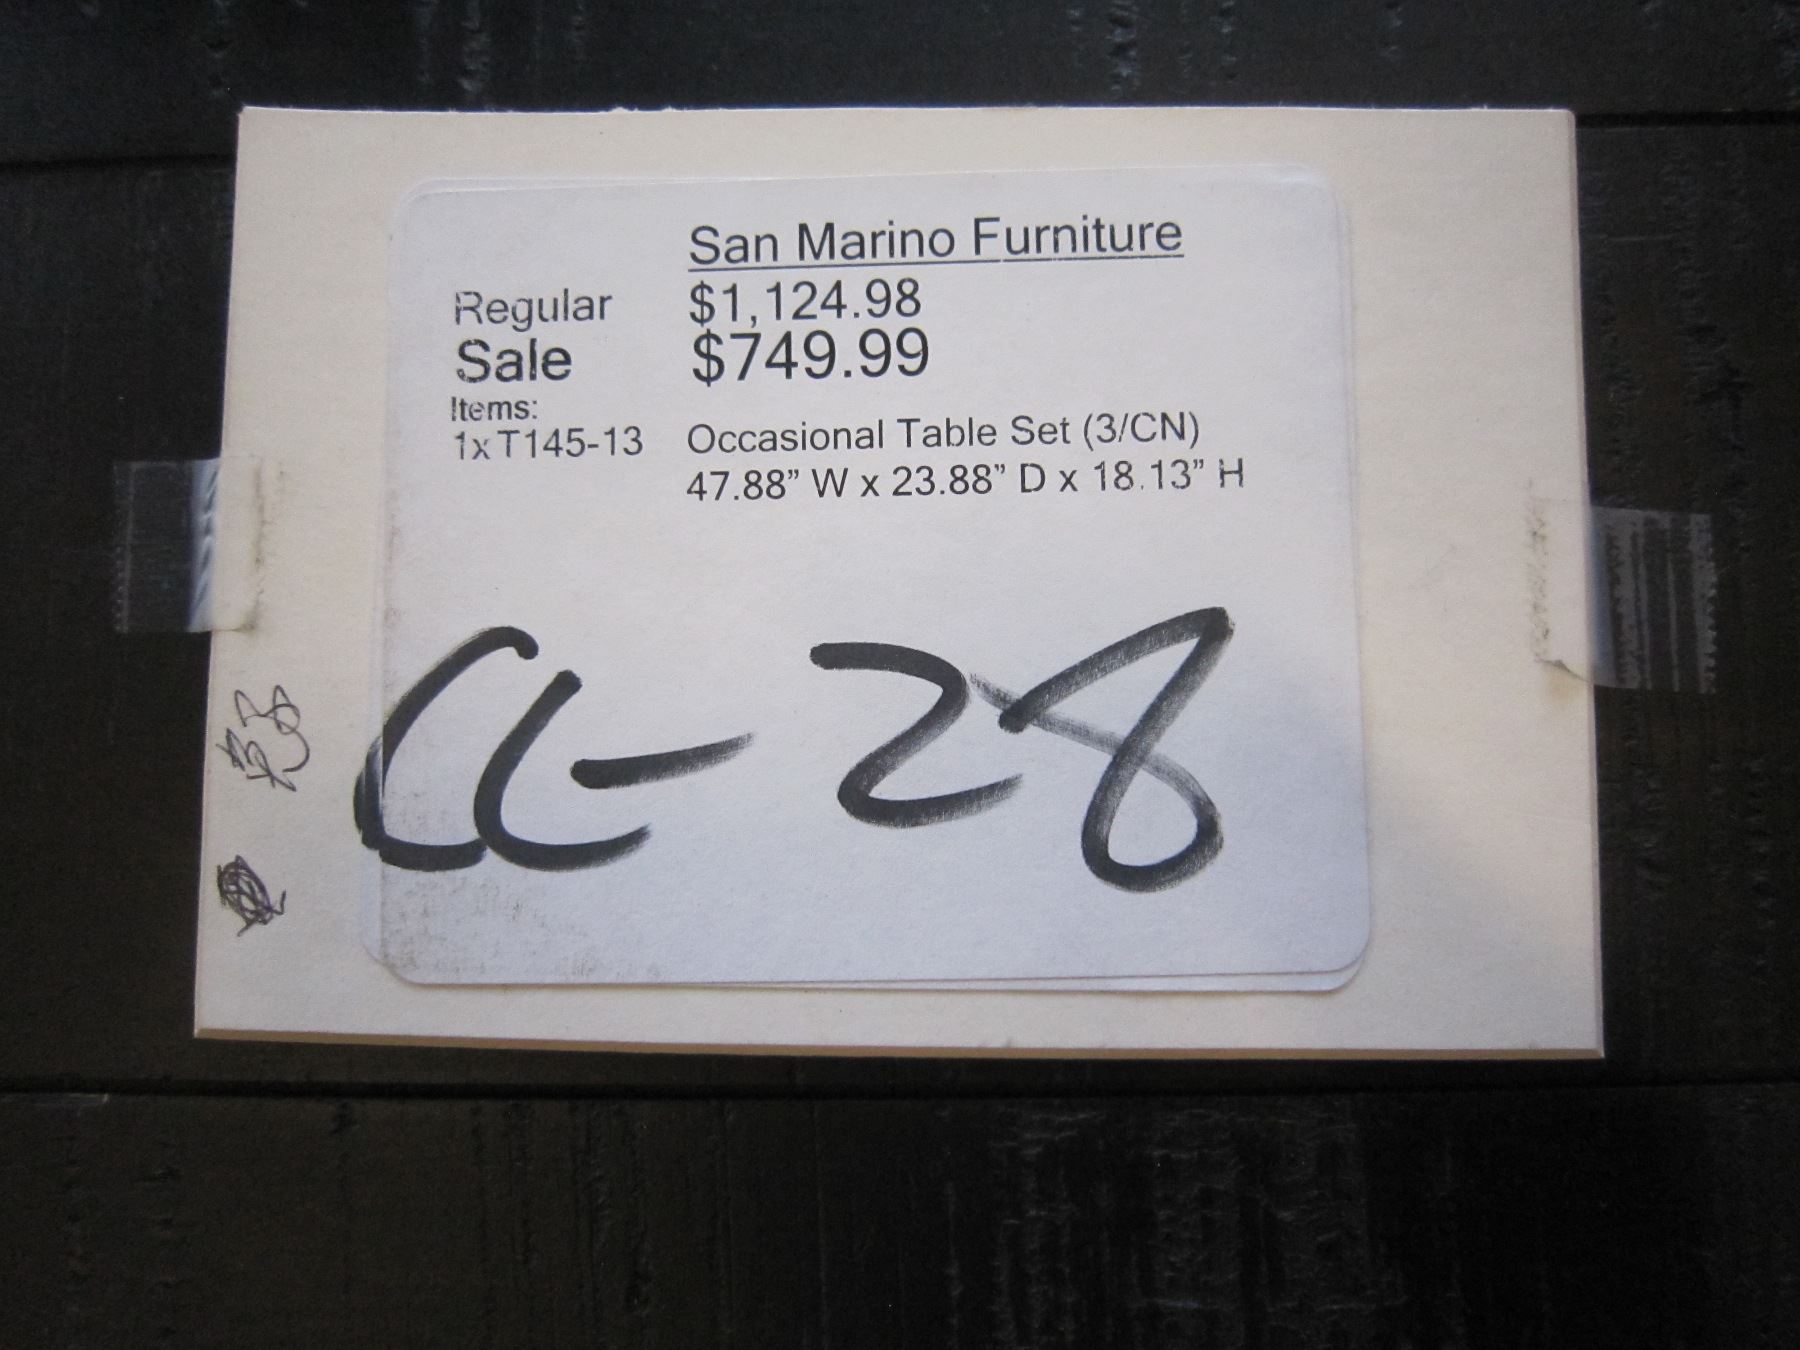 San Marino Furniture
Regular $1,124.98
Sale $749.99
Items:
1x T145-13 Occasional Table Set (3/CN)
47.88” W x 23.88” D x 18.13” H
CC- 28